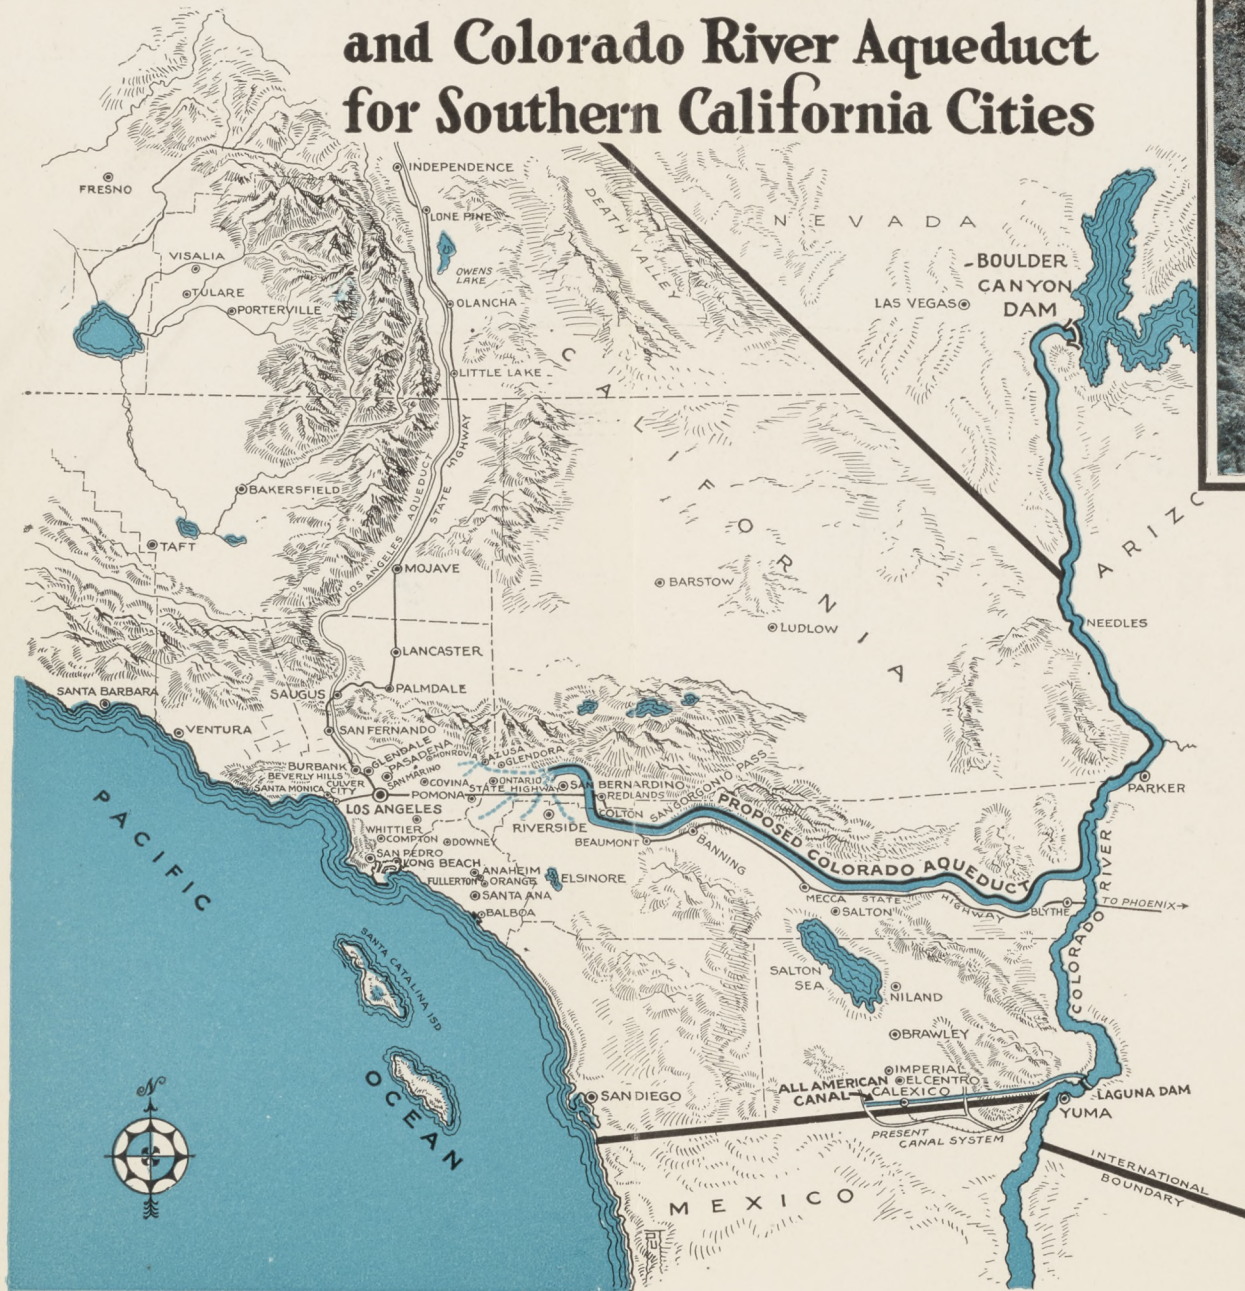 and Colorado River Aqueduct
for Southern California Cities
INDEPENDENCE
FRESNO
LONE PINE
DEATH VALLEY
NEVADA
VISALIA
OWENS
LAKE
BOULDER
CANYON
DAM
TULARE
PORTERVILLE
OLANCHA
LAS VEGAS
CALIFORNIA
LITTLE LAKE
LOS ANGELES AQUEDUCT
STATE HIGHWAY
BAKERSFIELD
ARIZO
TAFT
MOJAVE
BARSTOW
LUDLOW
NEEDLES
LANCASTER
SANTA BARBARA
SAUGUS
PALMDALE
VENTURA
SAN FERNANDO
BURBANK
GLENDALE
PASADENA
MONROVIA
AZUSA
GLENDORA
BEVERLY HILLS
SAN MARINO
SANTA MONICA
CULVER
CITY
COVINA
ONTARIO
STATE HIGHWAY
SAN BERNARDINO
REDLANDS
PARKER
LOS ANGELES
POMONA
COLTON
SAN GORGONIO PASS
PROPOSED COLORADO AQUEDUCT
WHITTIER
RIVERSIDE
COMPTON
DOWNEY
BEAUMONT
BANNING
SAN PEDRO
LONG BEACH
ANAHEIM
FULLERTON
ORANGE
ELSINORE
SANTA ANA
BALBOA
MECCA
STATE HIGHWAY
SALTON
BLYTHE
TO PHOENIX
COLORADO RIVER
PACIFIC
OCEAN
SANTA CATALINA ISD
SALTON
SEA
NILAND
BRAWLEY
IMPERIAL
EL CENTRO
ALL AMERICAN
CANAL
CALEXICO
LAGUNA DAM
YUMA
SAN DIEGO
PRESENT
CANAL SYSTEM
INTERNATIONAL
BOUNDARY
MEXICO
N